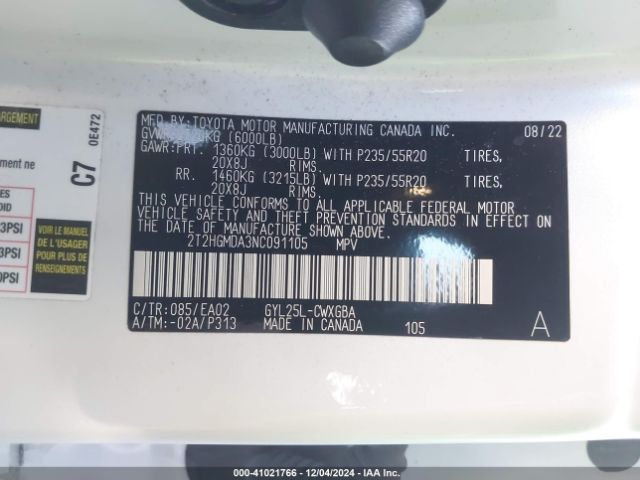 MFD.BY:TOYOTA MOTOR MANUFACTURING CANADA INC. 08/22
(6000LB)
GAWR:FRT. 1360KG (3000LB) WITH P235/55R20 TIRES,
20X8J RIMS.
RR. 1460KG (3215LB) WITH P235/55R20 TIRES,
20X8J RIMS.
THIS VEHICLE CONFORMS TO ALL APPLICABLE FEDERAL MOTOR
VEHICLE SAFETY AND THEFT PREVENTION STANDARDS IN EFFECT
ON THE DATE OF MANUFACTURE SHOWN ABOVE.
2T2HGMDA3NC091105 MPV
C/TR:085/EA02 GYL25L-CWXGBA
A/TM:-02A/P313 MADE IN CANADA 105 A
C7 0E472
VOIR LE MANUEL
DE L'USAGER
POUR PLUS DE
RENSEIGNEMENTS
000-41021766 - 12/04/2024 - IAA Inc.